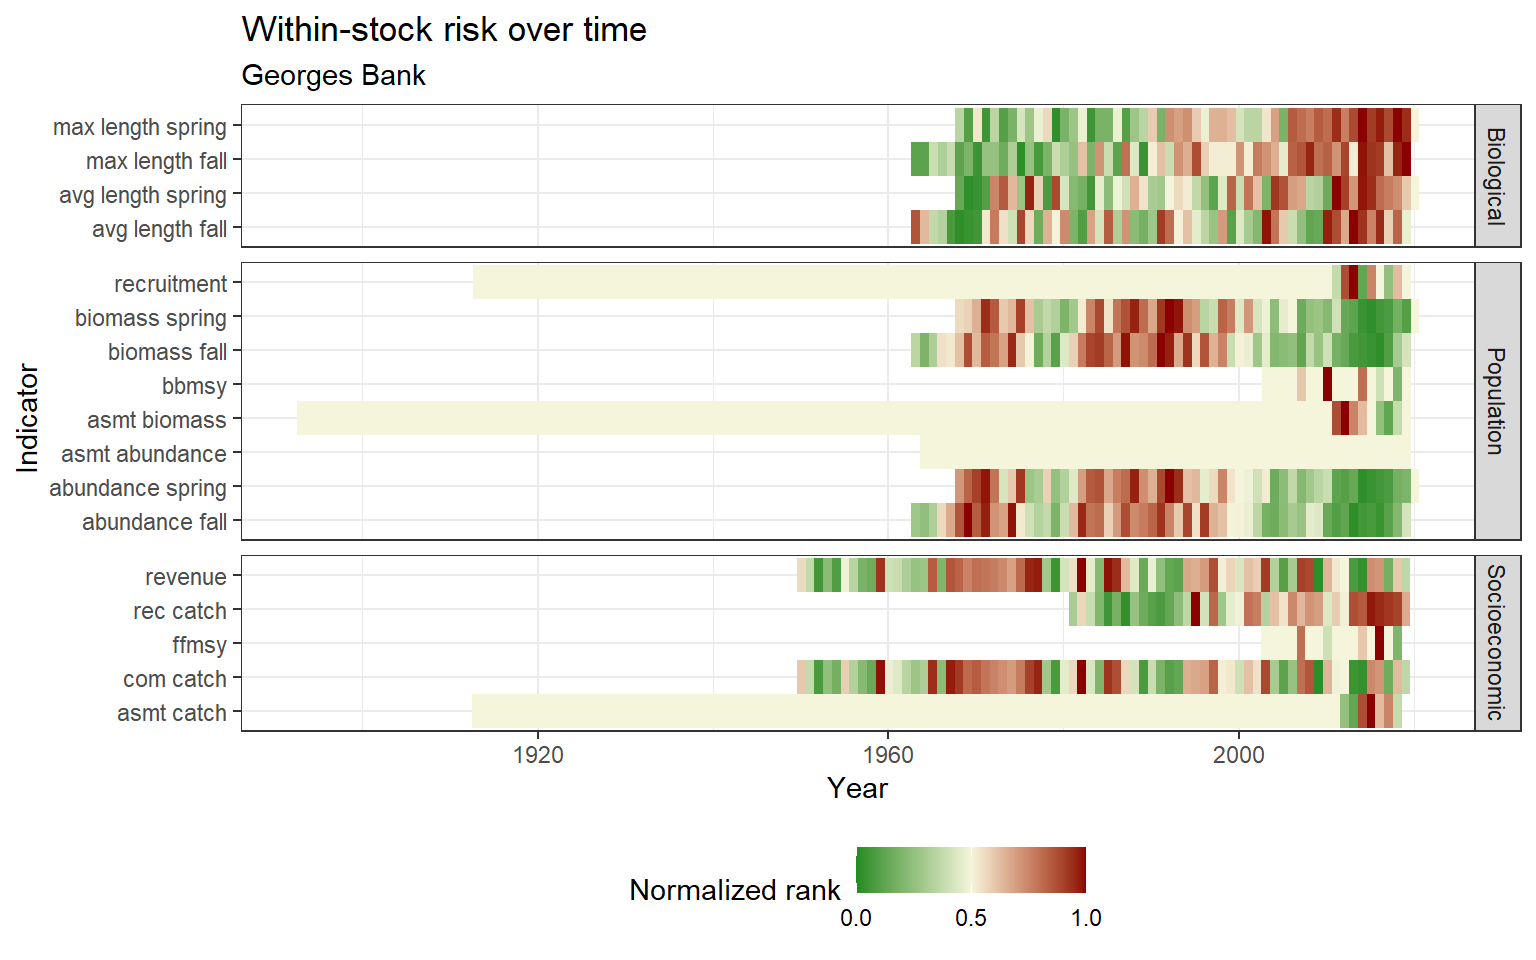 Within-stock risk over time
Georges Bank
Indicator
max length spring
max length fall
avg length spring
avg length fall
Biological
recruitment
biomass spring
biomass fall
bbmsy
asmt biomass
asmt abundance
abundance spring
abundance fall
Population
revenue
rec catch
ffmsy
com catch
asmt catch
Socioeconomic
1920 1960 2000
Year
Normalized rank
0.0 0.5 1.0